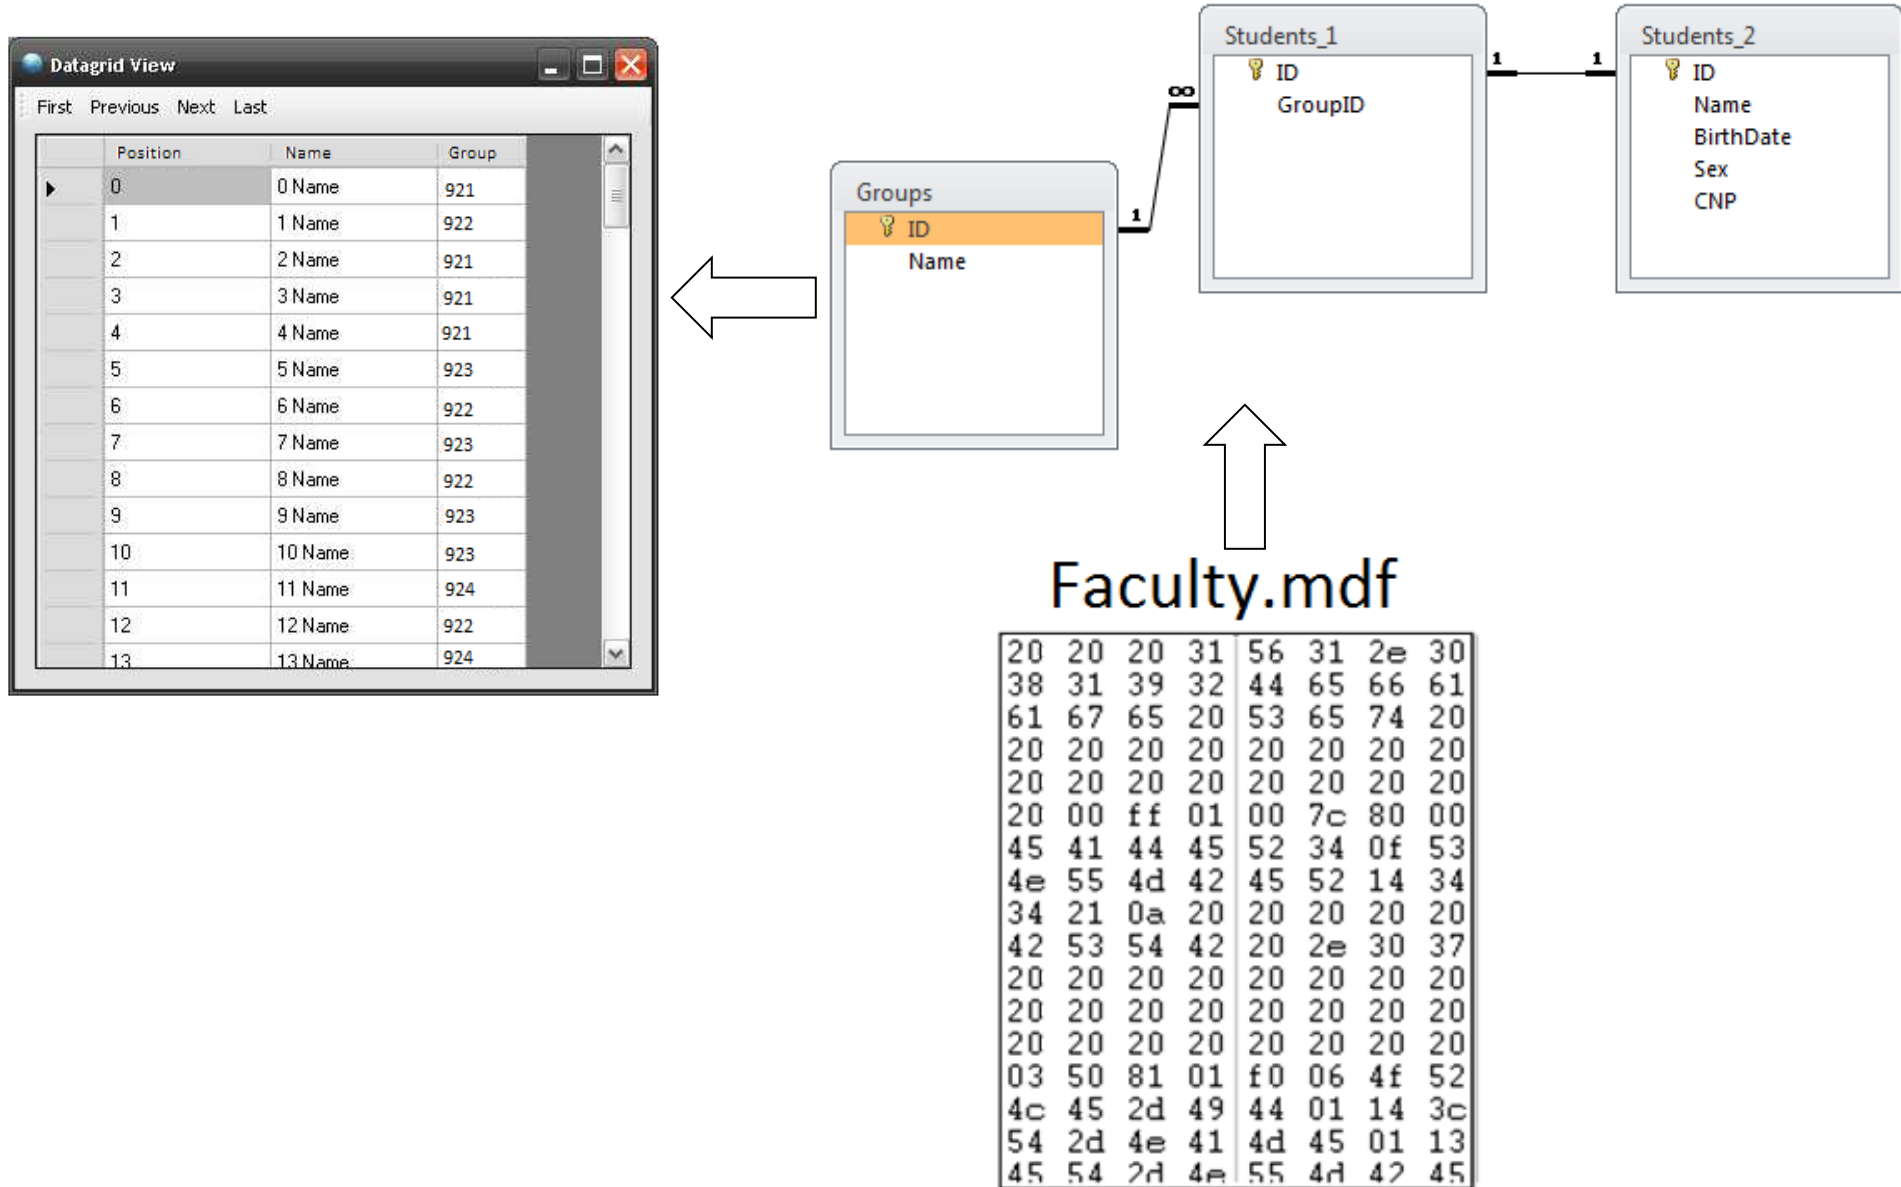 Datagrid View
First Previous Next Last
Position Name Group
0 0 Name 921
1 1 Name 922
2 2 Name 921
3 3 Name 921
4 4 Name 921
5 5 Name 923
6 6 Name 922
7 7 Name 923
8 8 Name 922
9 9 Name 923
10 10 Name 923
11 11 Name 924
12 12 Name 922
13 13 Name 924
Groups
ID
Name
1
∞
Students_1
ID
GroupID
1
1
Students_2
ID
Name
BirthDate
Sex
CNP
Faculty.mdf
20 20 20 31 56 31 2e 30
38 31 39 32 44 65 66 61
61 67 65 20 53 65 74 20
20 20 20 20 20 20 20 20
20 20 20 20 20 20 20 20
20 00 ff 01 00 7c 80 00
45 41 44 45 52 34 0f 53
4e 55 4d 42 45 52 14 34
34 21 0a 20 20 20 20 20
42 53 54 42 20 2e 30 37
20 20 20 20 20 20 20 20
20 20 20 20 20 20 20 20
20 20 20 20 20 20 20 20
03 50 81 01 f0 06 4f 52
4c 45 2d 49 44 01 14 3c
54 2d 4e 41 4d 45 01 13
45 54 2d 4e 55 4d 42 45